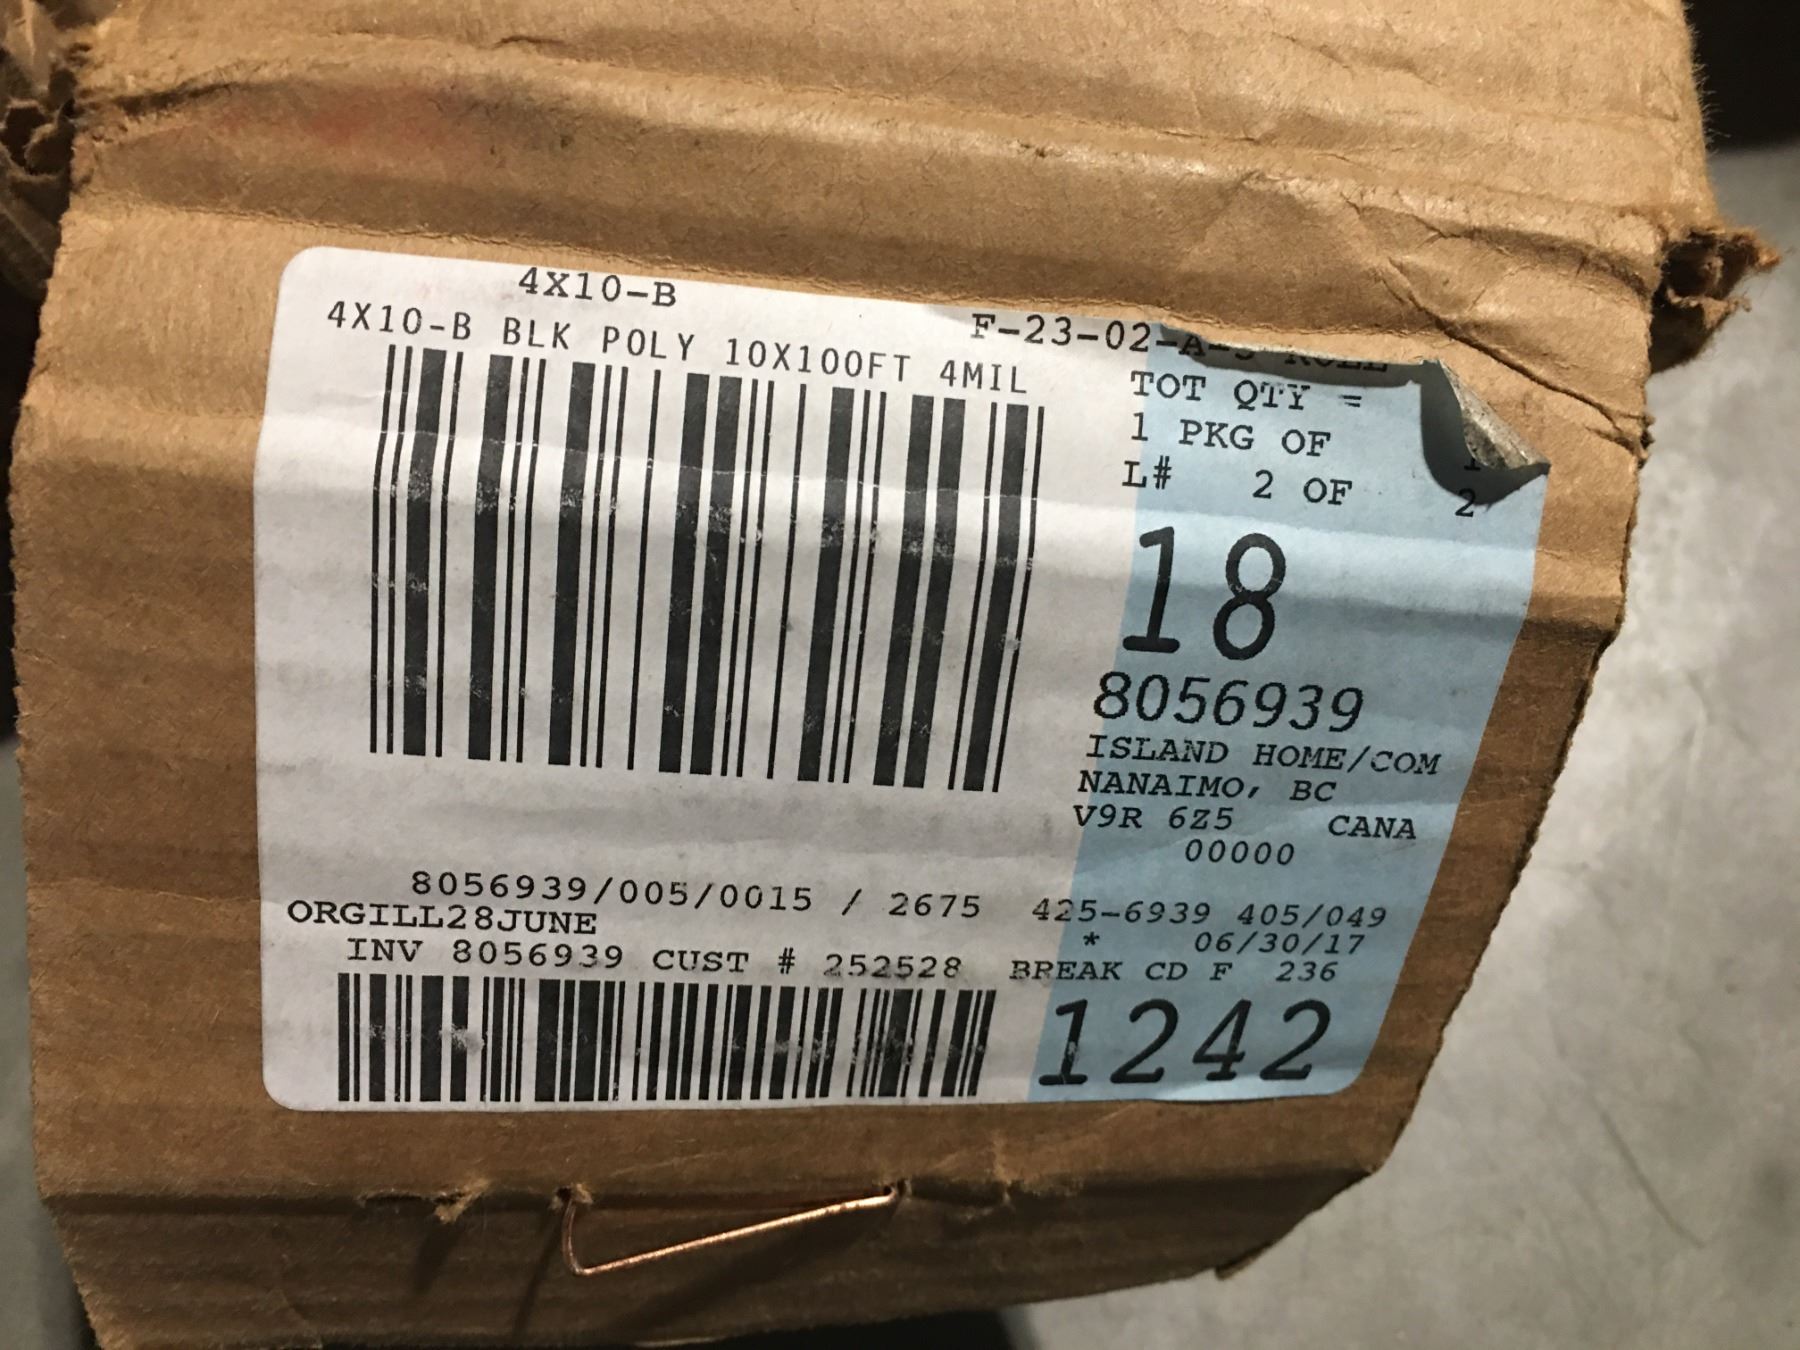 4X10-B
4X10-B BLK POLY 10X100FT 4MIL
F-23-02-A-
TOT QTY =
1 PKG OF
L# 2 OF 2
18
8056939
ISLAND HOME/COM
NANAIMO, BC
V9R 6Z5 CANA
00000
8056939/005/0015 / 2675 425-6939 405/049
ORGILL28JUNE * 06/30/17
INV 8056939 CUST # 252528 BREAK CD F 236
1242